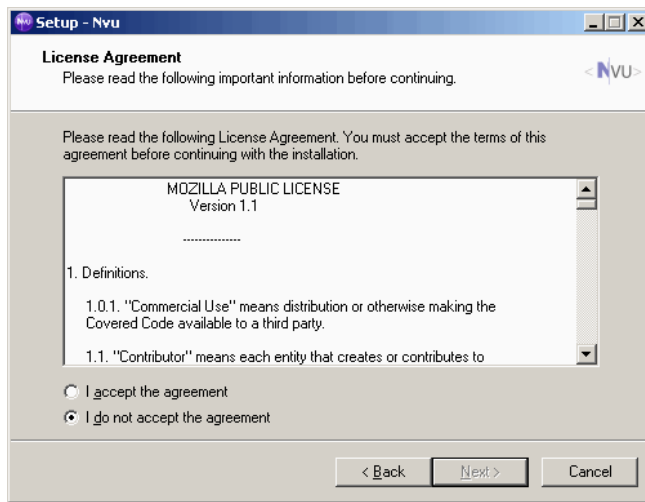 Setup - Nvu
License Agreement
Please read the following important information before continuing.
<NVU>
Please read the following License Agreement. You must accept the terms of this
agreement before continuing with the installation.
MOZILLA PUBLIC LICENSE
Version 1.1
---------------
1. Definitions.
1.0.1. "Commercial Use" means distribution or otherwise making the
Covered Code available to a third party.
1.1. "Contributor" means each entity that creates or contributes to
I accept the agreement
I do not accept the agreement
< Back
Next >
Cancel